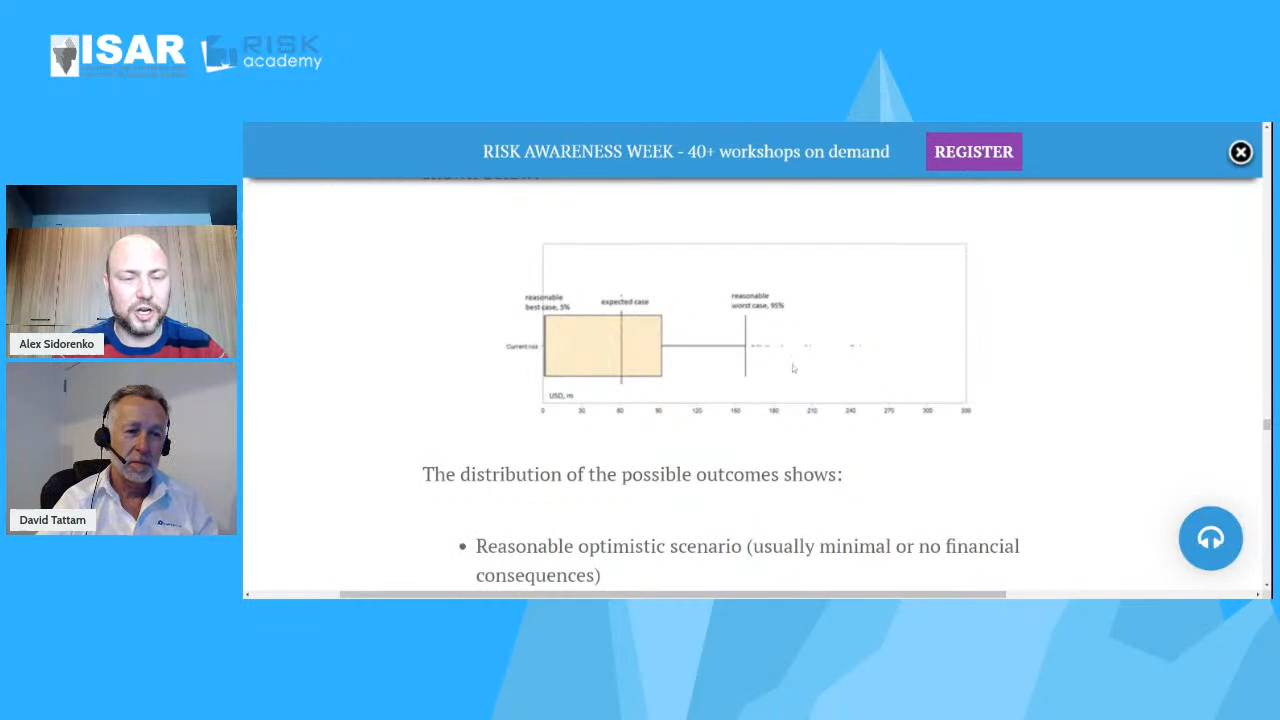 ISAR
RISK
academy
RISK AWARENESS WEEK - 40+ workshops on demand
REGISTER
reasonable
best case, 5%
expected case
reasonable
worst case, 95%
Current risk
USD, m
0 30 60 90 120 150 180 210 240 270 300 330
The distribution of the possible outcomes shows:
• Reasonable optimistic scenario (usually minimal or no financial
consequences)
Alex Sidorenko
David Tattam